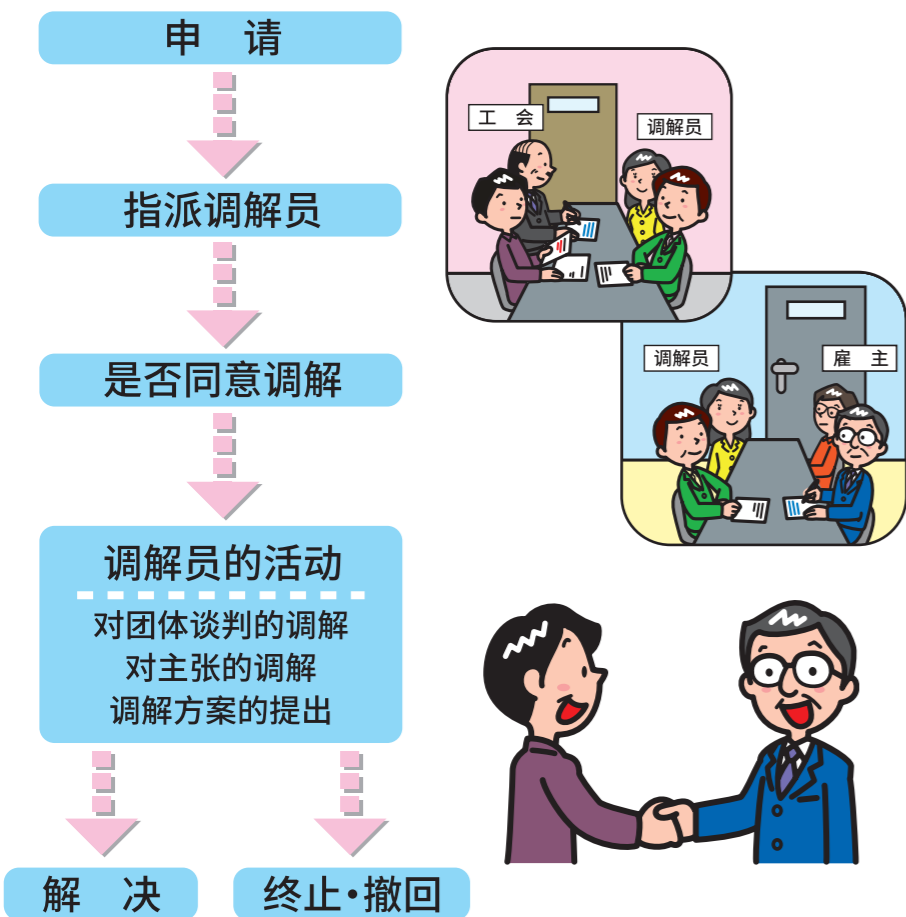 申　请
指派调解员
是否同意调解
调解员的活动
对团体谈判的调解
对主张的调解
调解方案的提出
解　决
终止·撤回
工　会
调解员
调解员
雇　主